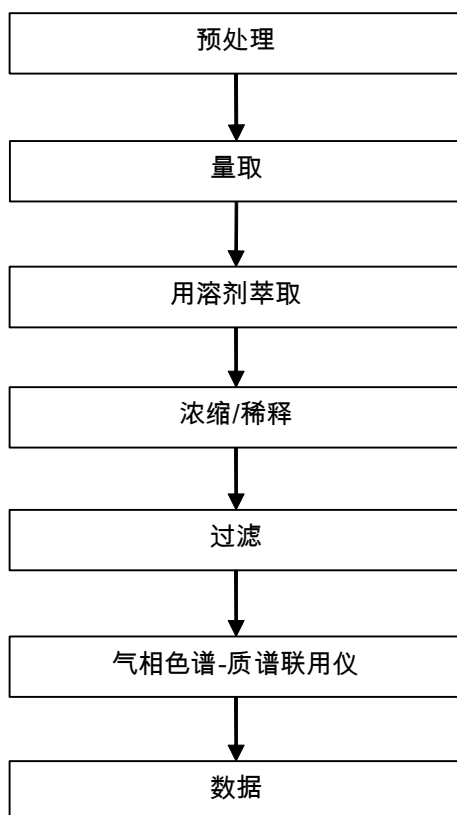 预处理
量取
用溶剂萃取
浓缩/稀释
过滤
气相色谱-质谱联用仪
数据